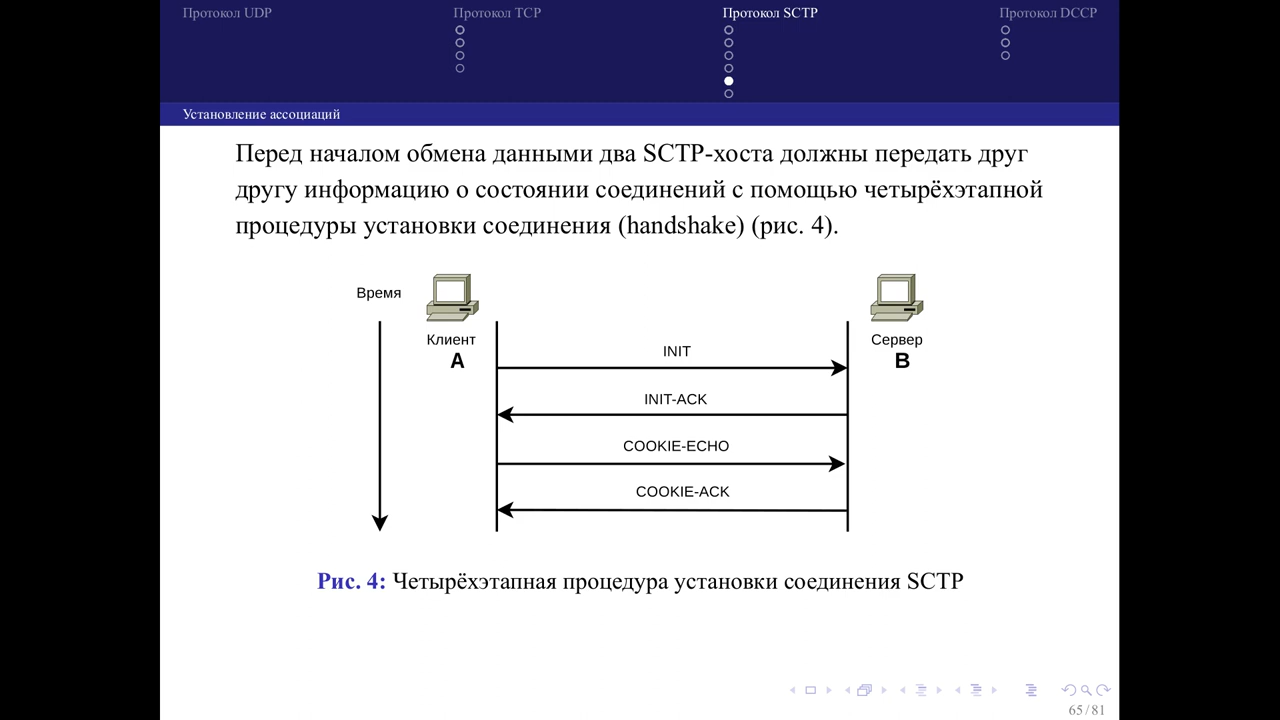 Протокол UDP
Протокол TCP
Протокол SCTP
Протокол DCCP
Установление ассоциаций
Перед началом обмена данными два SCTP-хоста должны передать друг
другу информацию о состоянии соединений с помощью четырёхэтапной
процедуры установки соединения (handshake) (рис. 4).
Время
Клиент
A
Сервер
B
INIT
INIT-ACK
COOKIE-ECHO
COOKIE-ACK
Рис. 4: Четырёхэтапная процедура установки соединения SCTP
65/81